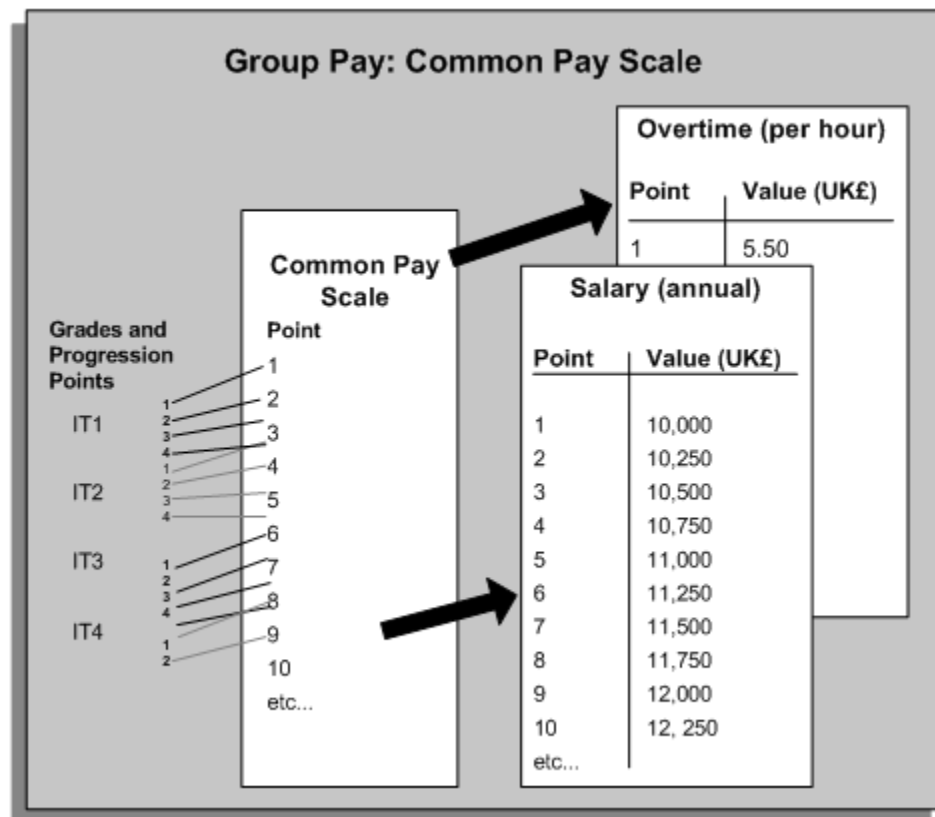 Group Pay: Common Pay Scale
Overtime (per hour)
Point Value (UK£)
1 5.50
Common Pay
Scale
Point
1
2
3
4
5
6
7
8
9
10
etc...
Grades and
Progression
Points
IT1
1
2
3
4
IT2
1
2
3
4
IT3
1
2
3
4
IT4
1
2
Salary (annual)
Point Value (UK£)
1 10,000
2 10,250
3 10,500
4 10,750
5 11,000
6 11,250
7 11,500
8 11,750
9 12,000
10 12, 250
etc...